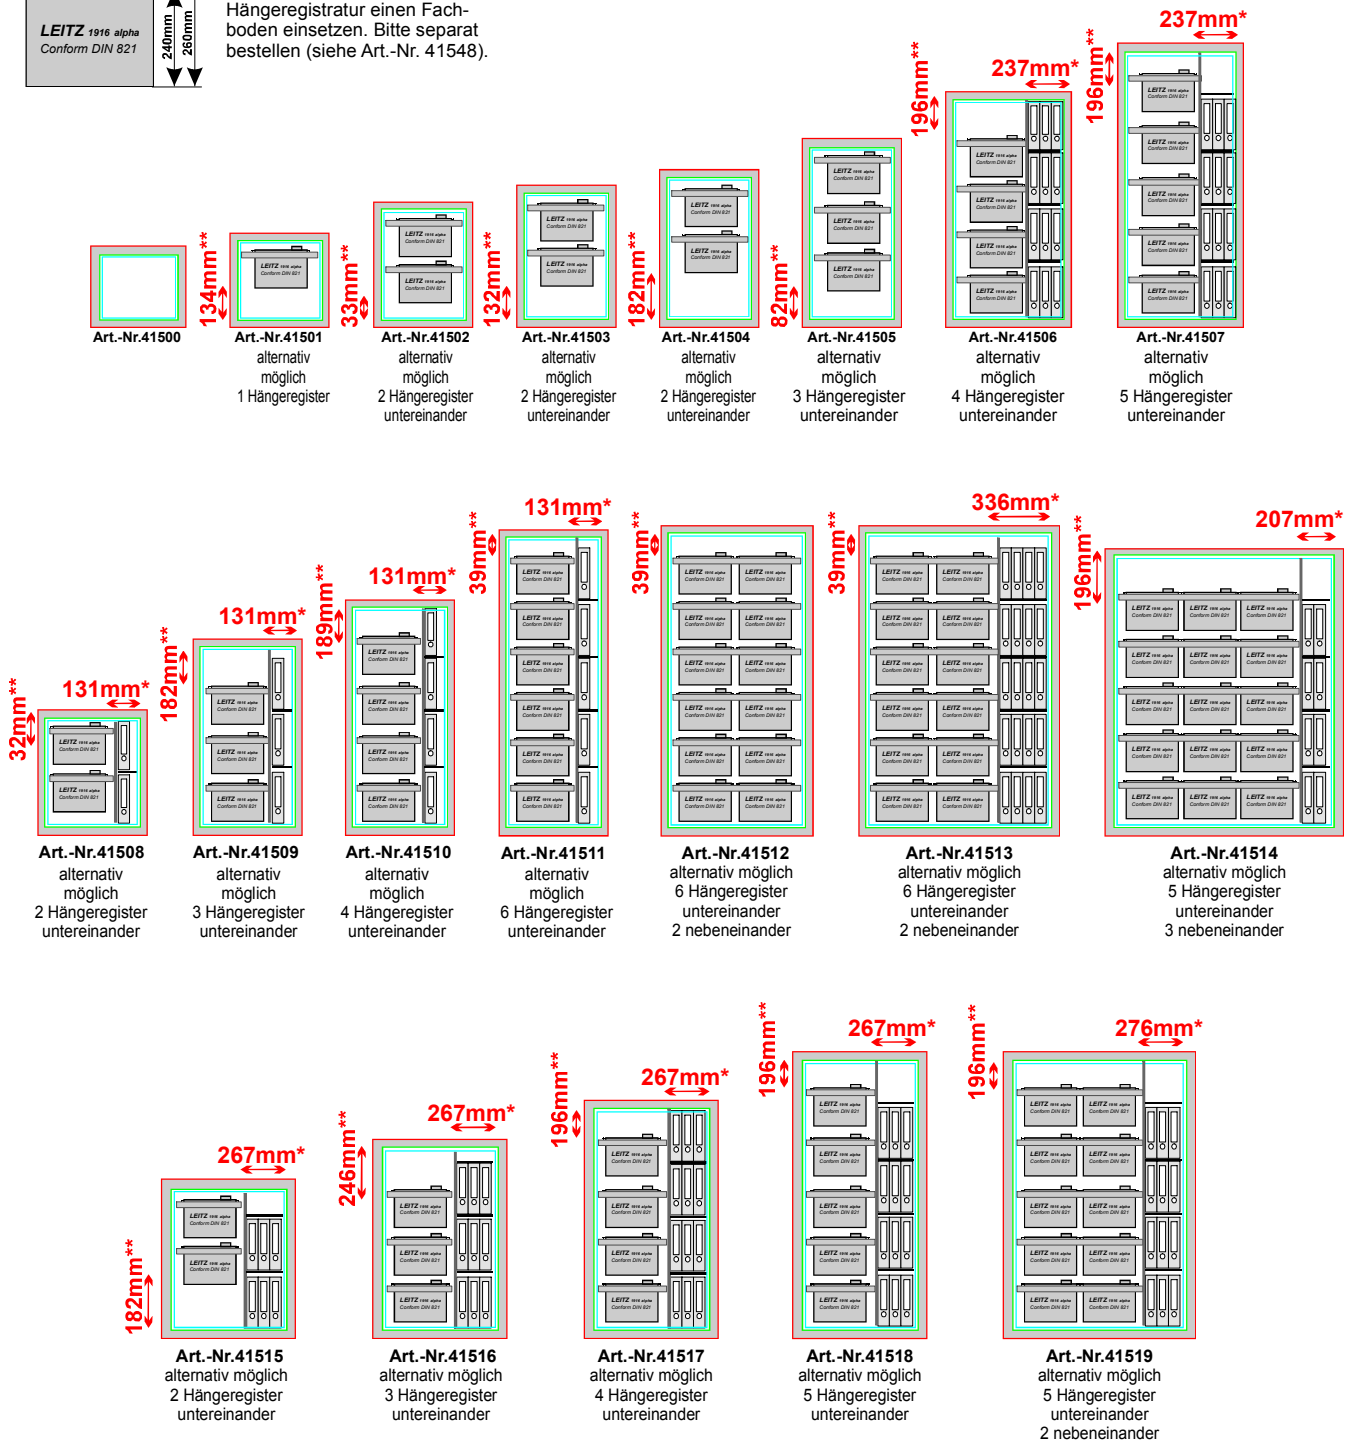 LEITZ 1916 alpha
Conform DIN 821
240mm
260mm
Hängeregistratur einen Fach-
boden einsetzen. Bitte separat
bestellen (siehe Art.-Nr. 41548).
134mm**
33mm**
132mm**
182mm**
82mm**
196mm**
237mm*
196mm**
237mm*
Art.-Nr.41500
Art.-Nr.41501
alternativ
möglich
1 Hängeregister
Art.-Nr.41502
alternativ
möglich
2 Hängeregister
untereinander
Art.-Nr.41503
alternativ
möglich
2 Hängeregister
untereinander
Art.-Nr.41504
alternativ
möglich
2 Hängeregister
untereinander
Art.-Nr.41505
alternativ
möglich
3 Hängeregister
untereinander
Art.-Nr.41506
alternativ
möglich
4 Hängeregister
untereinander
Art.-Nr.41507
alternativ
möglich
5 Hängeregister
untereinander
32mm**
131mm*
182mm**
131mm*
189mm**
131mm*
39mm**
131mm*
39mm**
39mm**
336mm*
196mm**
207mm*
Art.-Nr.41508
alternativ
möglich
2 Hängeregister
untereinander
Art.-Nr.41509
alternativ
möglich
3 Hängeregister
untereinander
Art.-Nr.41510
alternativ
möglich
4 Hängeregister
untereinander
Art.-Nr.41511
alternativ
möglich
6 Hängeregister
untereinander
Art.-Nr.41512
alternativ möglich
6 Hängeregister
untereinander
2 nebeneinander
Art.-Nr.41513
alternativ möglich
6 Hängeregister
untereinander
2 nebeneinander
Art.-Nr.41514
alternativ möglich
5 Hängeregister
untereinander
3 nebeneinander
182mm**
267mm*
246mm**
267mm*
196mm**
267mm*
196mm**
267mm*
196mm**
276mm*
Art.-Nr.41515
alternativ möglich
2 Hängeregister
untereinander
Art.-Nr.41516
alternativ möglich
3 Hängeregister
untereinander
Art.-Nr.41517
alternativ möglich
4 Hängeregister
untereinander
Art.-Nr.41518
alternativ möglich
5 Hängeregister
untereinander
Art.-Nr.41519
alternativ möglich
5 Hängeregister
untereinander
2 nebeneinander